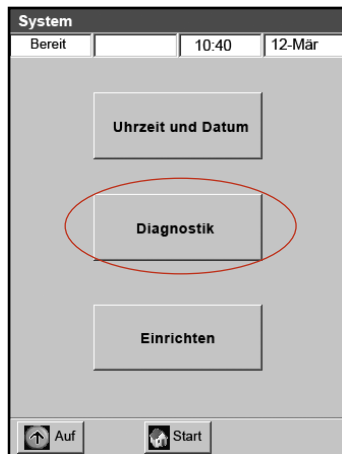 System
Bereit 10:40 12-Mär
Uhrzeit und Datum
Diagnostik
Einrichten
Auf Start